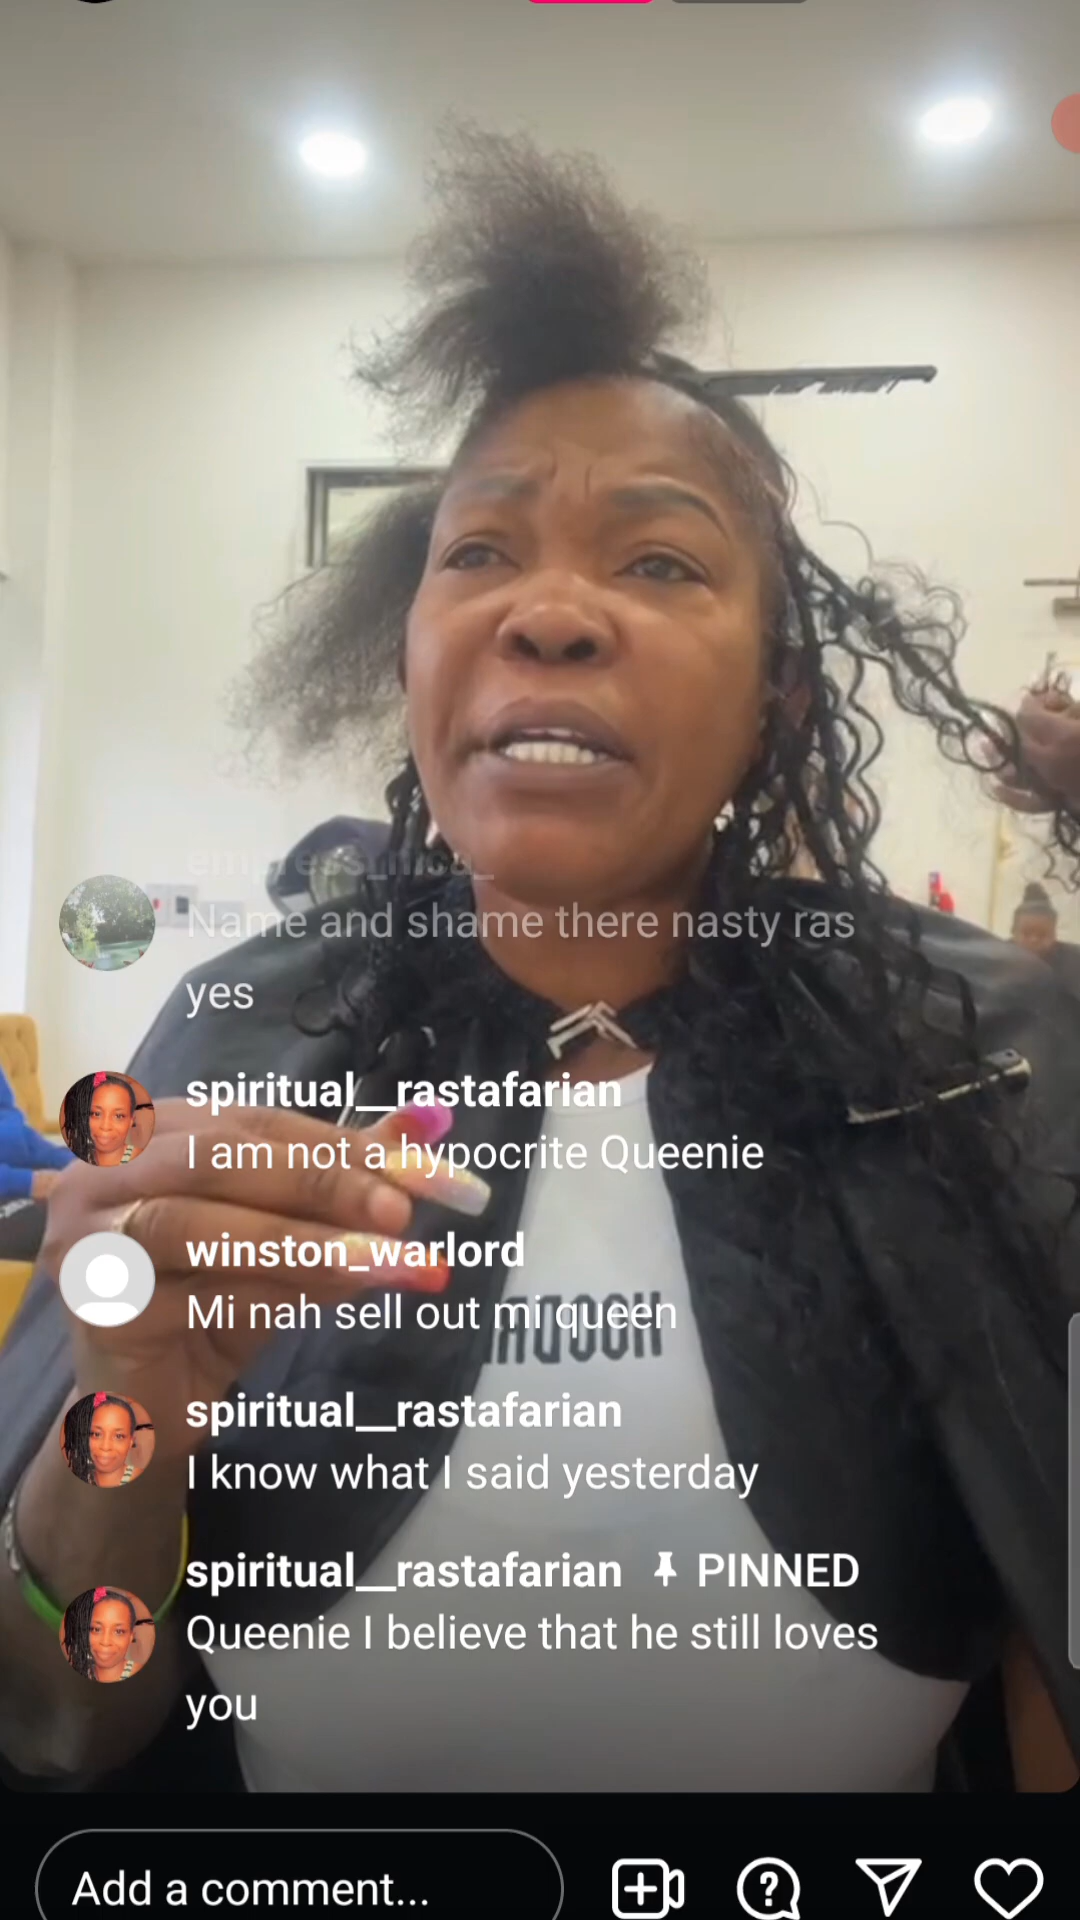 empress_nica_
Name and shame there nasty ras
yes
spiritual__rastafarian
I am not a hypocrite Queenie
winston_warlord
Mi nah sell out mi queen
spiritual__rastafarian
I know what I said yesterday
spiritual__rastafarian PINNED
Queenie I believe that he still loves
you
Add a comment...